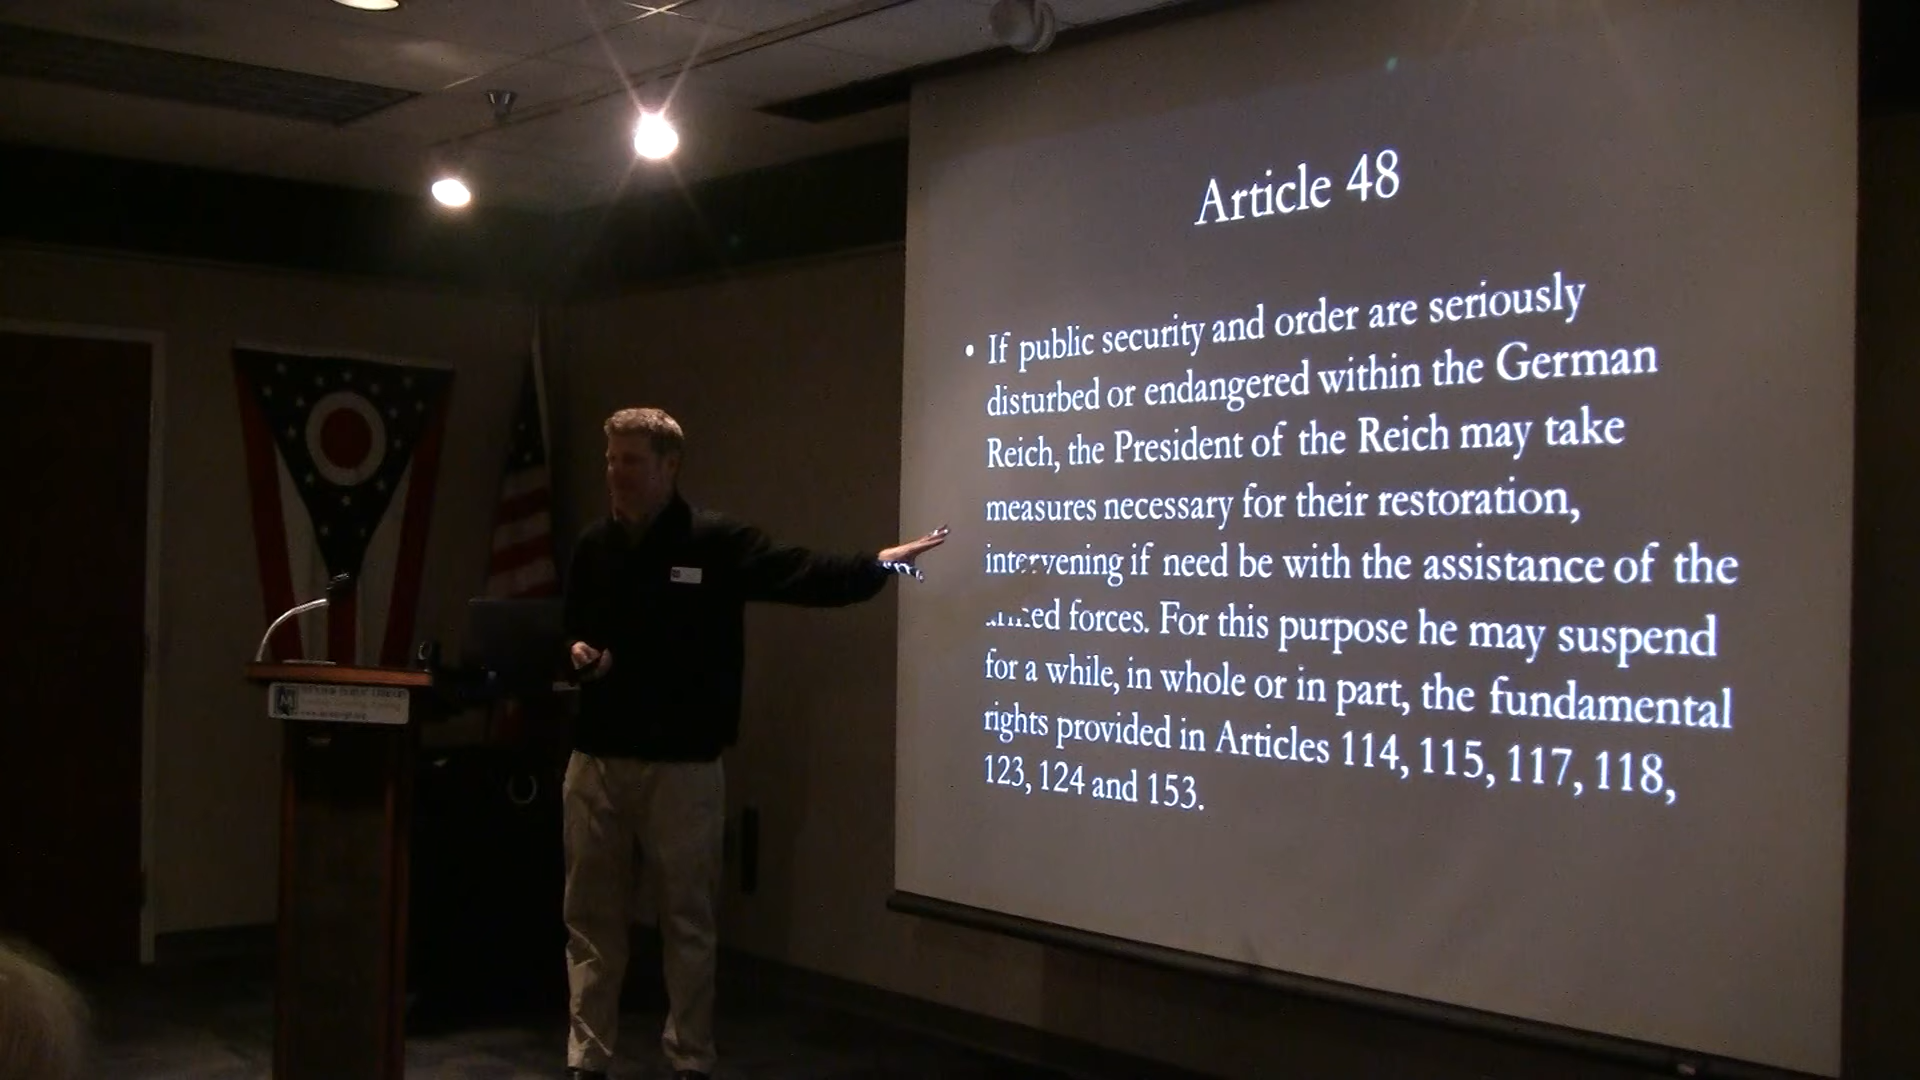 Article 48
• If public security and order are seriously
disturbed or endangered within the German
Reich, the President of the Reich may take
measures necessary for their restoration,
intervening if need be with the assistance of the
forces. For this purpose he may suspend
for a while, in whole or in part, the fundamental
rights provided in Articles 114, 115, 117, 118,
123, 124 and 153.